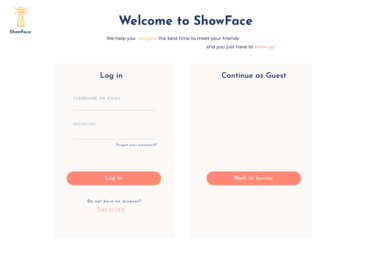 Welcome to ShowFace
ShowFace
We help you navigate the best time to meet your friends
and you just have to show up
Log in
USERNAME OR EMAIL
PASSWORD
Forgot your password?
Log In
Do not have an account?
Sign up here
Continue as Guest
Back to Survey